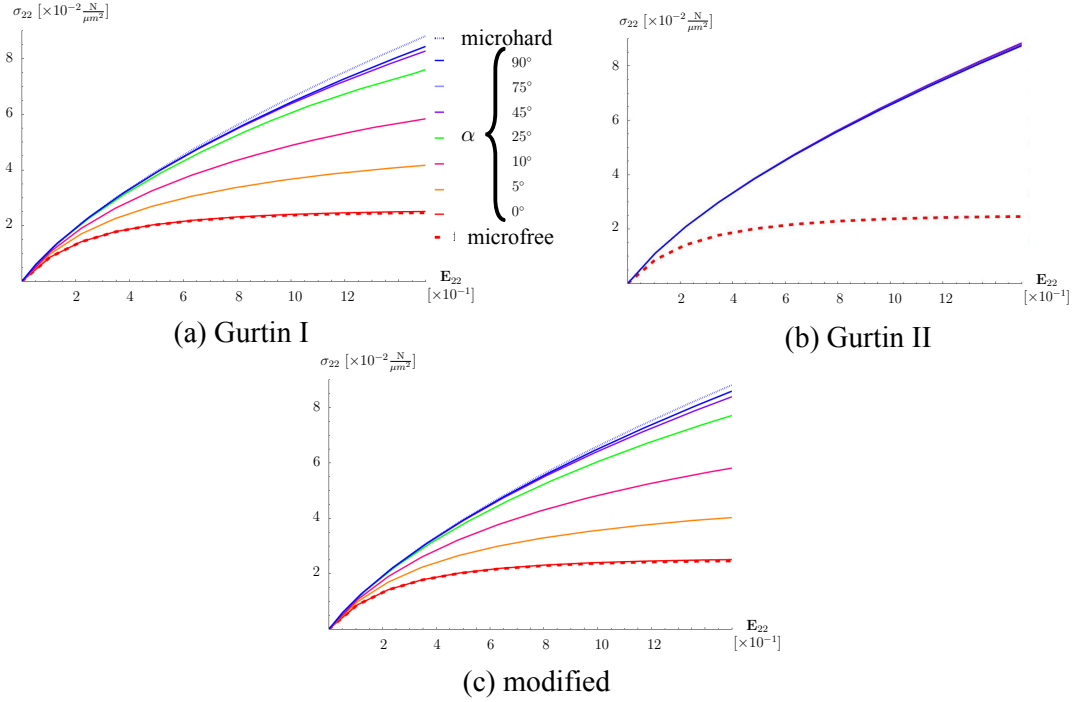 σ₂₂ [×10⁻² N/μm²]
8
6
4
2
2 4 6 8 10 12
E₂₂
[×10⁻¹]
microhard
α
90°
75°
45°
25°
10°
5°
0°
microfree
(a) Gurtin I
σ₂₂ [×10⁻² N/μm²]
8
6
4
2
2 4 6 8 10 12
E₂₂
[×10⁻¹]
(b) Gurtin II
σ₂₂ [×10⁻² N/μm²]
8
6
4
2
2 4 6 8 10 12
E₂₂
[×10⁻¹]
(c) modified